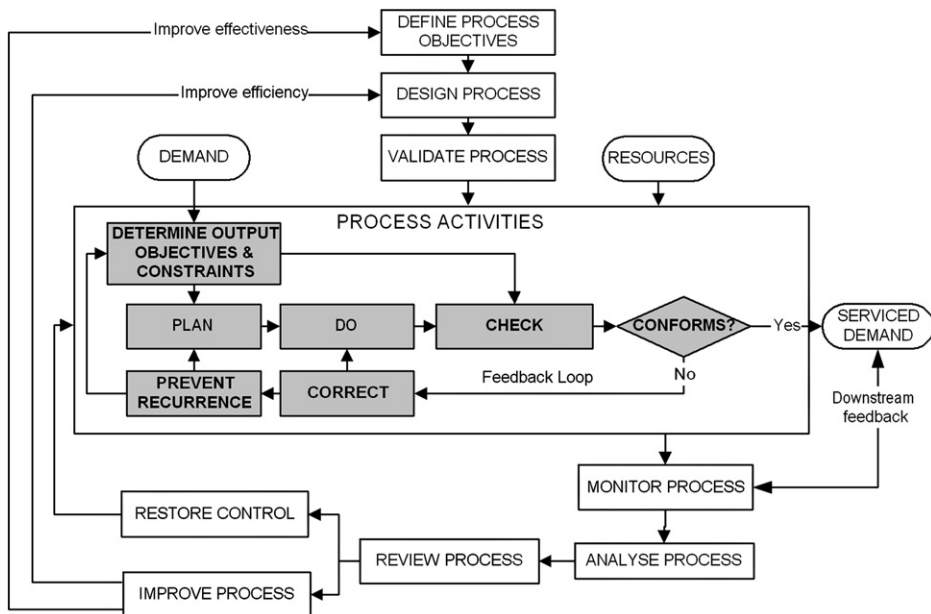 Improve effectiveness
DEFINE PROCESS
OBJECTIVES
Improve efficiency
DESIGN PROCESS
DEMAND
VALIDATE PROCESS
RESOURCES
PROCESS ACTIVITIES
DETERMINE OUTPUT
OBJECTIVES &
CONSTRAINTS
PLAN
DO
CHECK
CONFORMS?
Yes
SERVICED
DEMAND
PREVENT
RECURRENCE
CORRECT
Feedback Loop
No
Downstream
feedback
MONITOR PROCESS
RESTORE CONTROL
REVIEW PROCESS
ANALYSE PROCESS
IMPROVE PROCESS